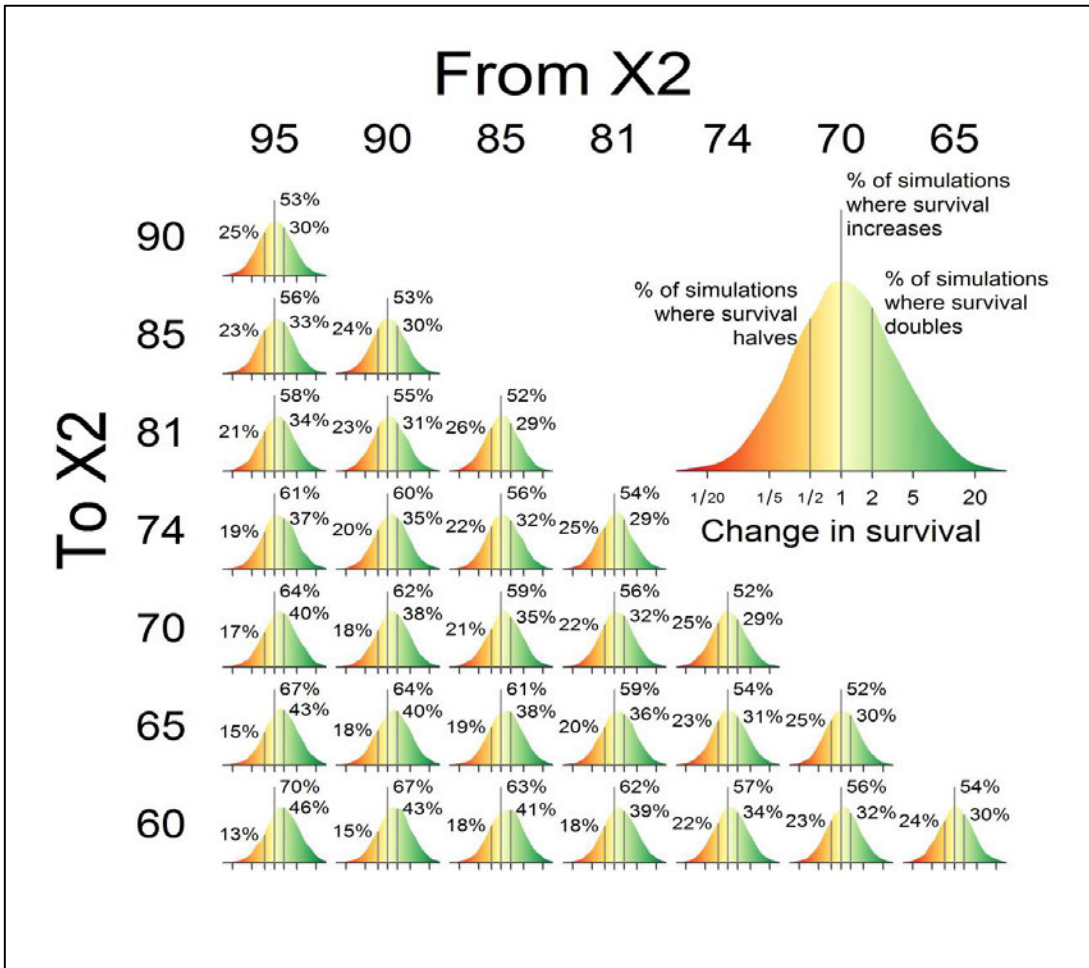 From X2
95 90 85 81 74 70 65
To X2
% of simulations
where survival
increases
% of simulations
where survival
halves
% of simulations
where survival
doubles
1/20 1/5 1/2 1 2 5 20
Change in survival
90
53%
25% 30%
85
56% 53%
23% 33% 24% 30%
81
58% 55% 52%
21% 34% 23% 31% 26% 29%
74
61% 60% 56% 54%
19% 37% 20% 35% 22% 32% 25% 29%
70
64% 62% 59% 56% 52%
17% 40% 18% 38% 21% 35% 22% 32% 25% 29%
65
67% 64% 61% 59% 54% 52%
15% 43% 18% 40% 19% 38% 20% 36% 23% 31% 25% 30%
60
70% 67% 63% 62% 57% 56% 54%
13% 46% 15% 43% 18% 41% 18% 39% 22% 34% 23% 32% 24% 30%